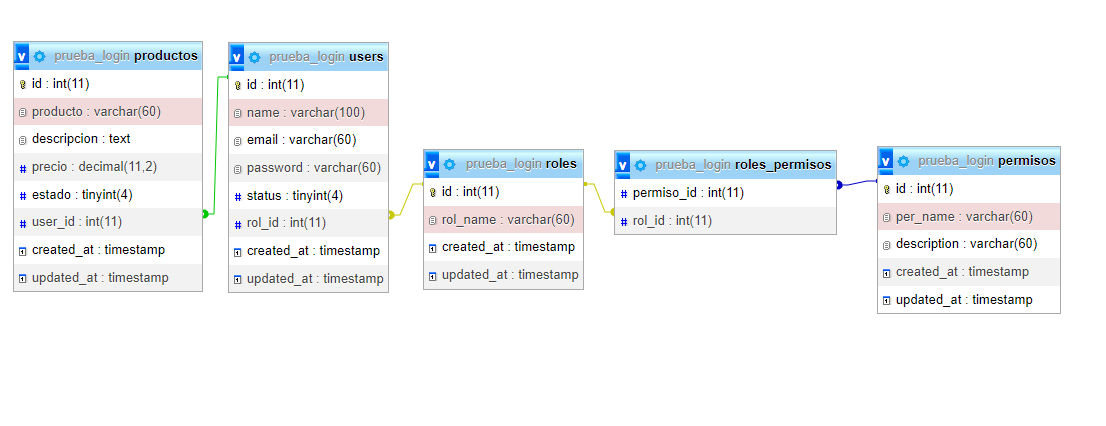 prueba_login productos
id : int(11)
producto : varchar(60)
descripcion : text
precio : decimal(11,2)
estado : tinyint(4)
user_id : int(11)
created_at : timestamp
updated_at : timestamp
prueba_login users
id : int(11)
name : varchar(100)
email : varchar(60)
password : varchar(60)
status : tinyint(4)
rol_id : int(11)
created_at : timestamp
updated_at : timestamp
prueba_login roles
id : int(11)
rol_name : varchar(60)
created_at : timestamp
updated_at : timestamp
prueba_login roles_permisos
permiso_id : int(11)
rol_id : int(11)
prueba_login permisos
id : int(11)
per_name : varchar(60)
description : varchar(60)
created_at : timestamp
updated_at : timestamp